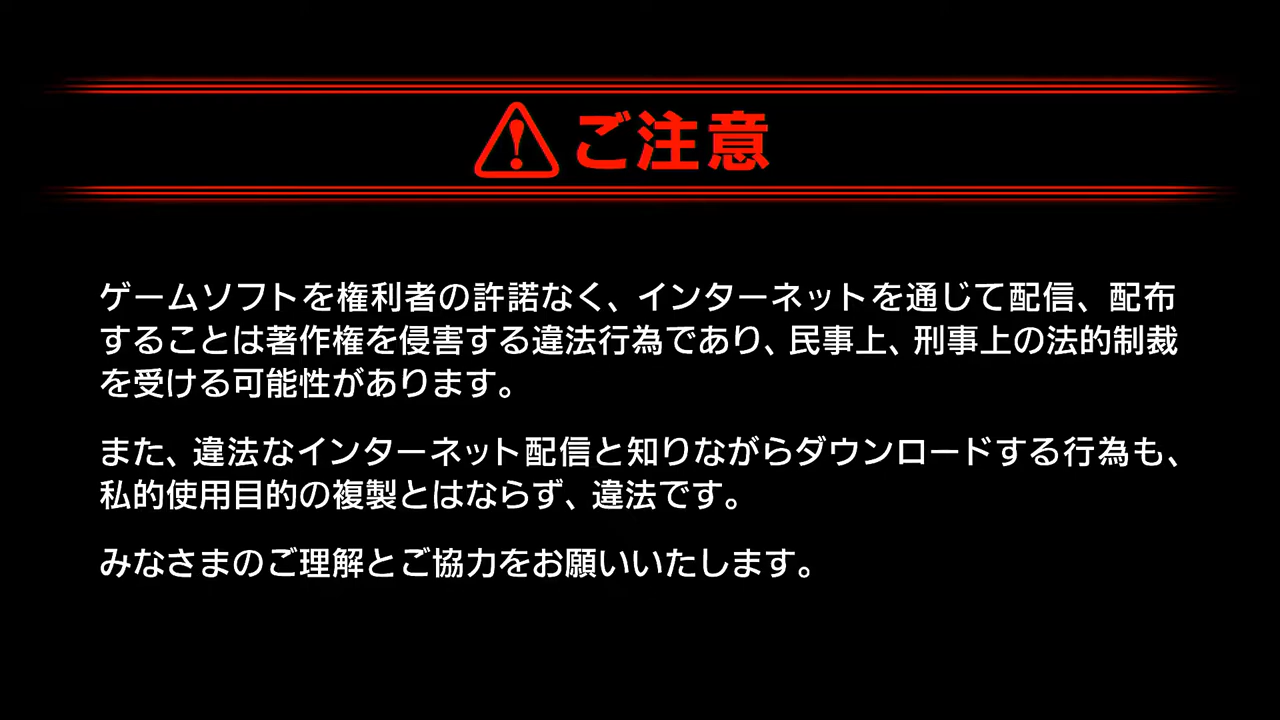 ご注意
ゲームソフトを権利者の許諾なく、インターネットを通じて配信、配布
することは著作権を侵害する違法行為であり、民事上、刑事上の法的制裁
を受ける可能性があります。
また、違法なインターネット配信と知りながらダウンロードする行為も、
私的使用目的の複製とはならず、違法です。
みなさまのご理解とご協力をお願いいたします。